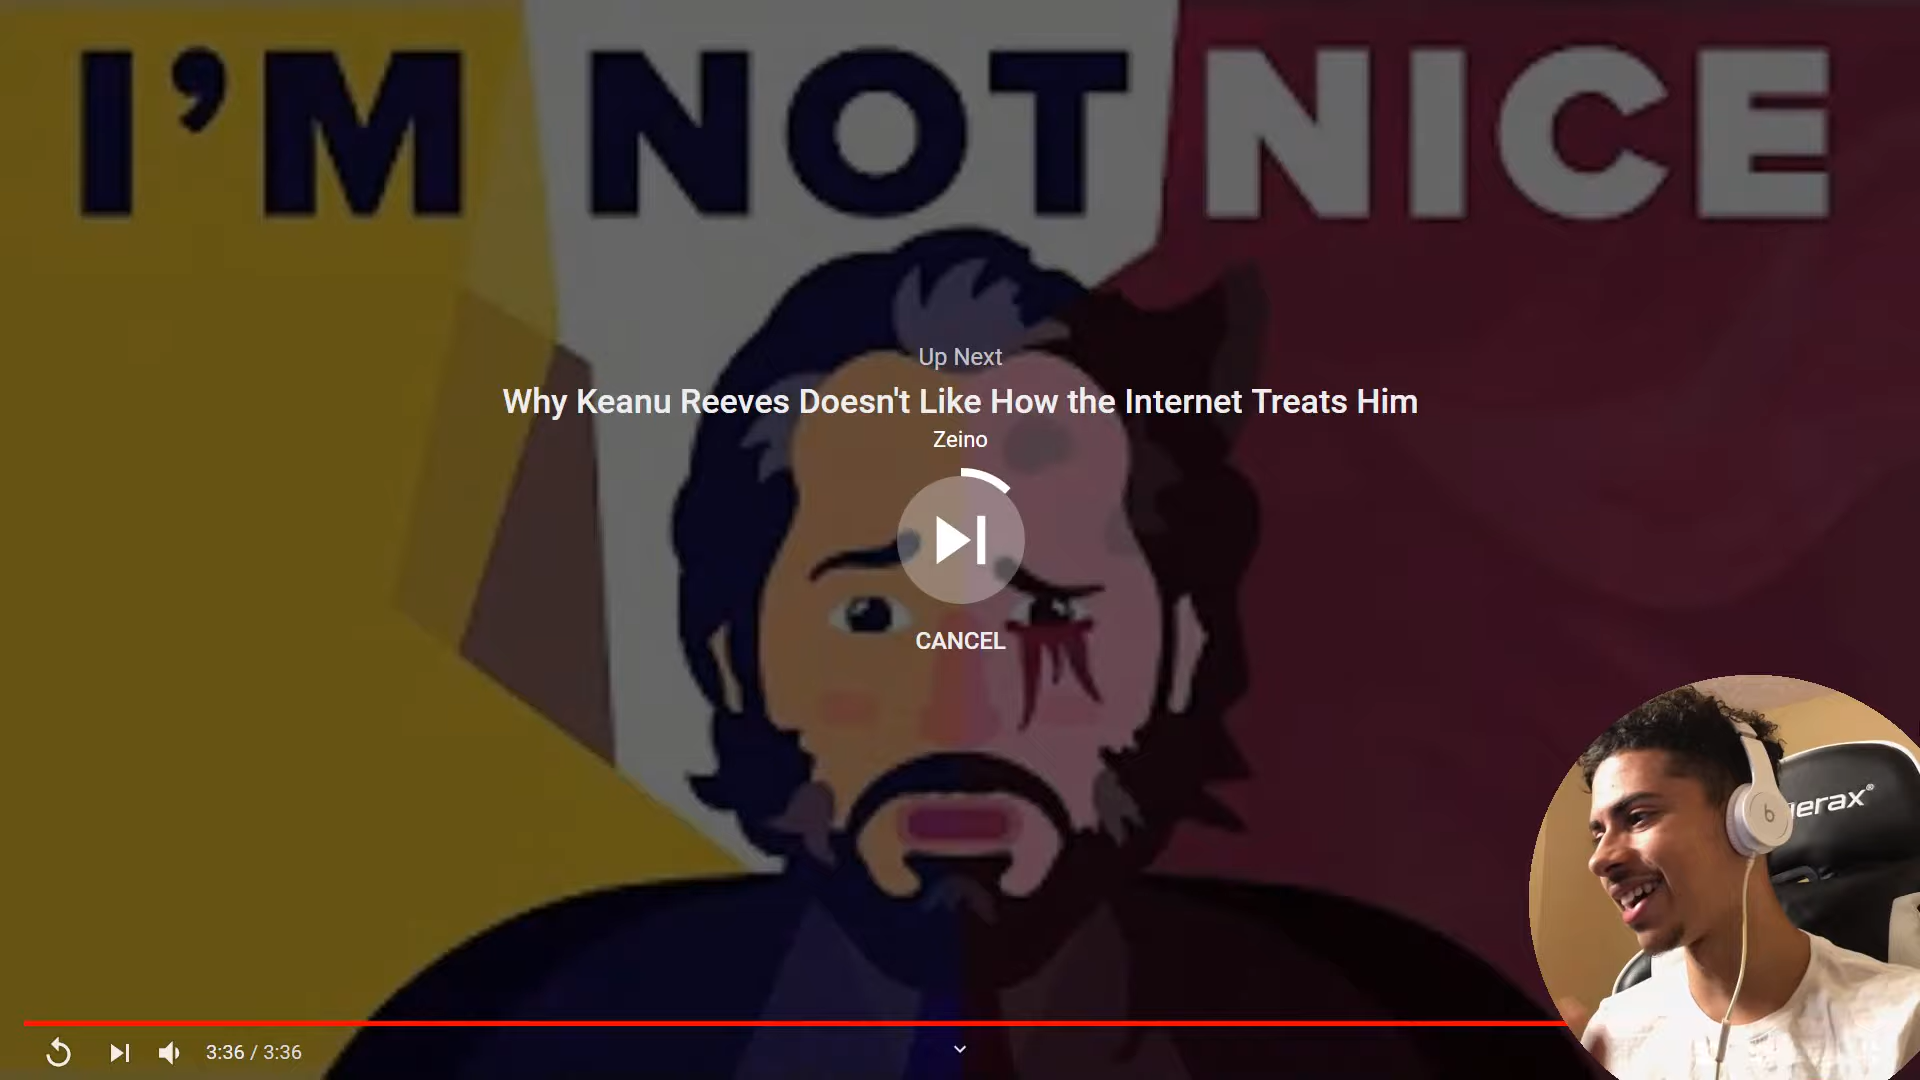 I'M NOT NICE
Up Next
Why Keanu Reeves Doesn't Like How the Internet Treats Him
Zeino
CANCEL
erax®
b
3:36 / 3:36